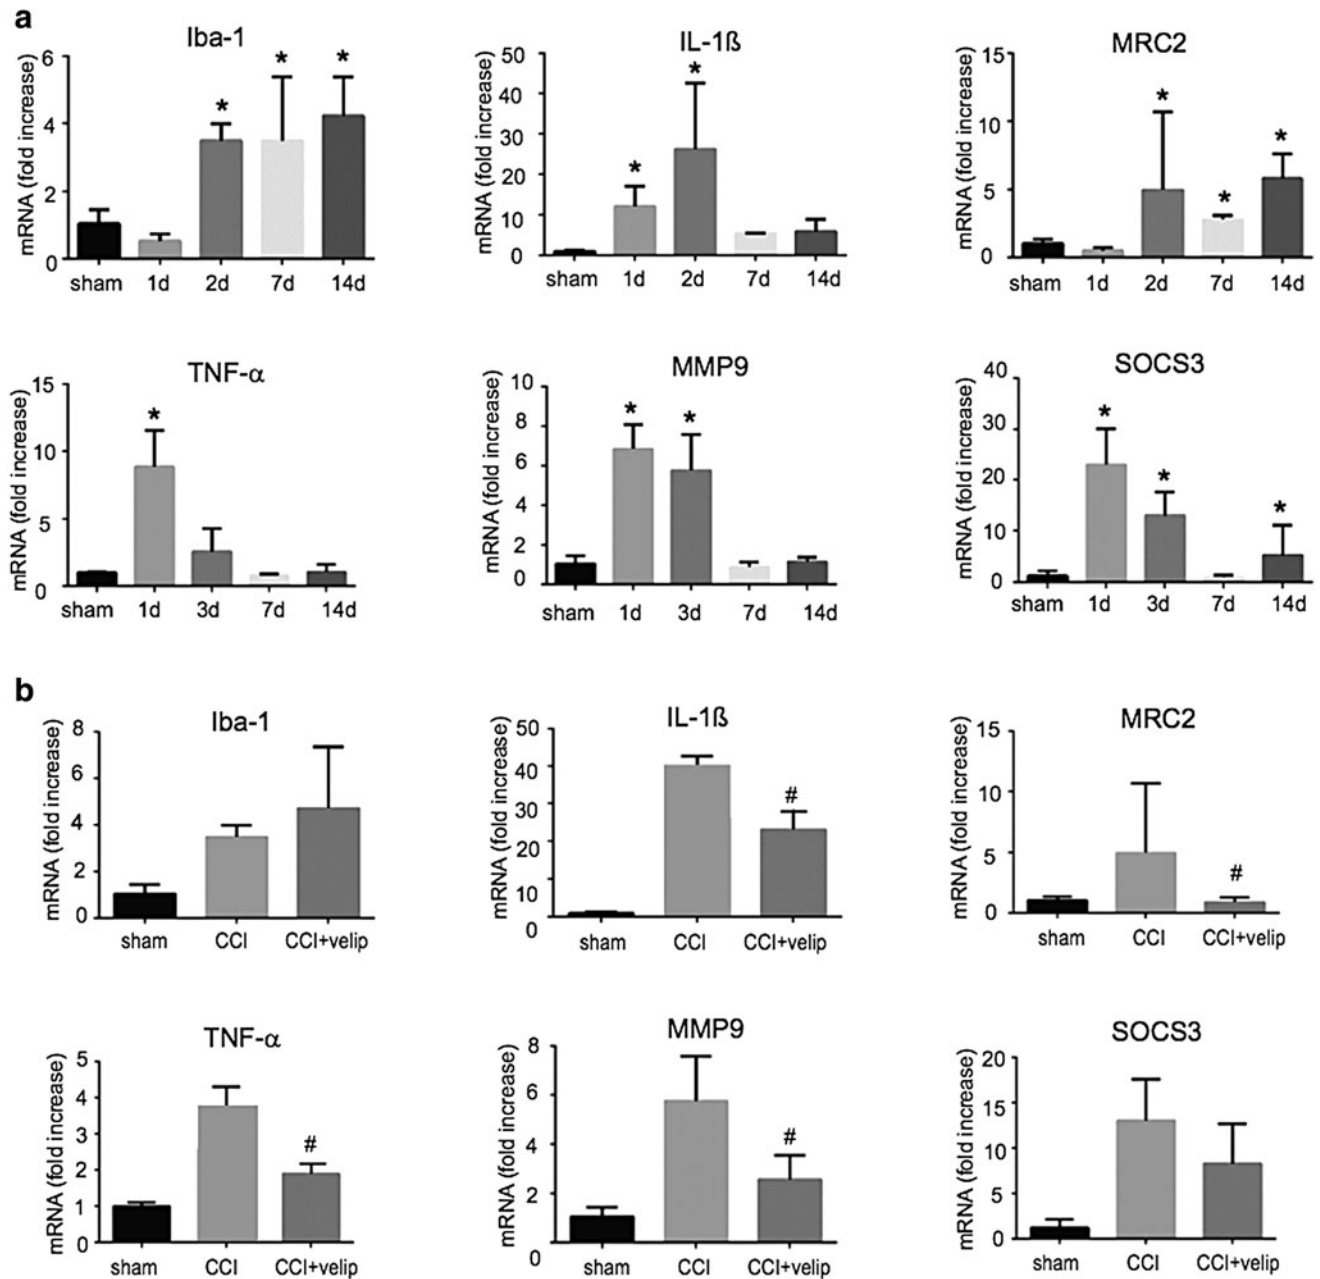 a
Iba-1
mRNA (fold increase)
6
4
2
0
*
*
*
sham 1d 2d 7d 14d
IL-1ß
mRNA (fold increase)
50
40
30
20
10
0
*
*
sham 1d 2d 7d 14d
MRC2
mRNA (fold increase)
15
10
5
0
*
*
*
sham 1d 2d 7d 14d
TNF-α
mRNA (fold increase)
15
10
5
0
*
sham 1d 3d 7d 14d
MMP9
mRNA (fold increase)
10
8
6
4
2
0
*
*
sham 1d 3d 7d 14d
SOCS3
mRNA (fold increase)
40
30
20
10
0
*
*
*
sham 1d 3d 7d 14d
b
Iba-1
mRNA (fold increase)
8
6
4
2
0
sham CCI CCI+velip
IL-1ß
mRNA (fold increase)
50
40
30
20
10
0
#
sham CCI CCI+velip
MRC2
mRNA (fold increase)
15
10
5
0
#
sham CCI CCI+velip
TNF-α
mRNA (fold increase)
5
4
3
2
1
0
#
sham CCI CCI+velip
MMP9
mRNA (fold increase)
8
6
4
2
0
#
sham CCI CCI+velip
SOCS3
mRNA (fold increase)
20
15
10
5
0
sham CCI CCI+velip